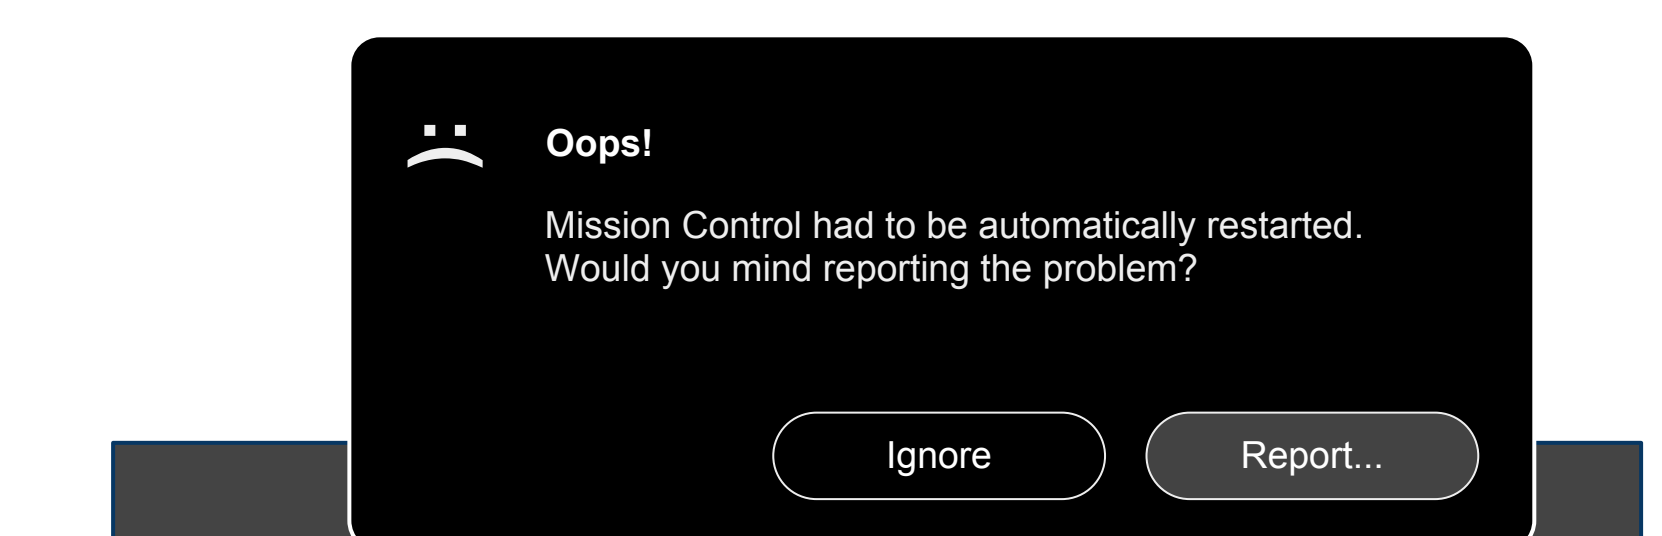 Oops!
Mission Control had to be automatically restarted.
Would you mind reporting the problem?
Ignore
Report...